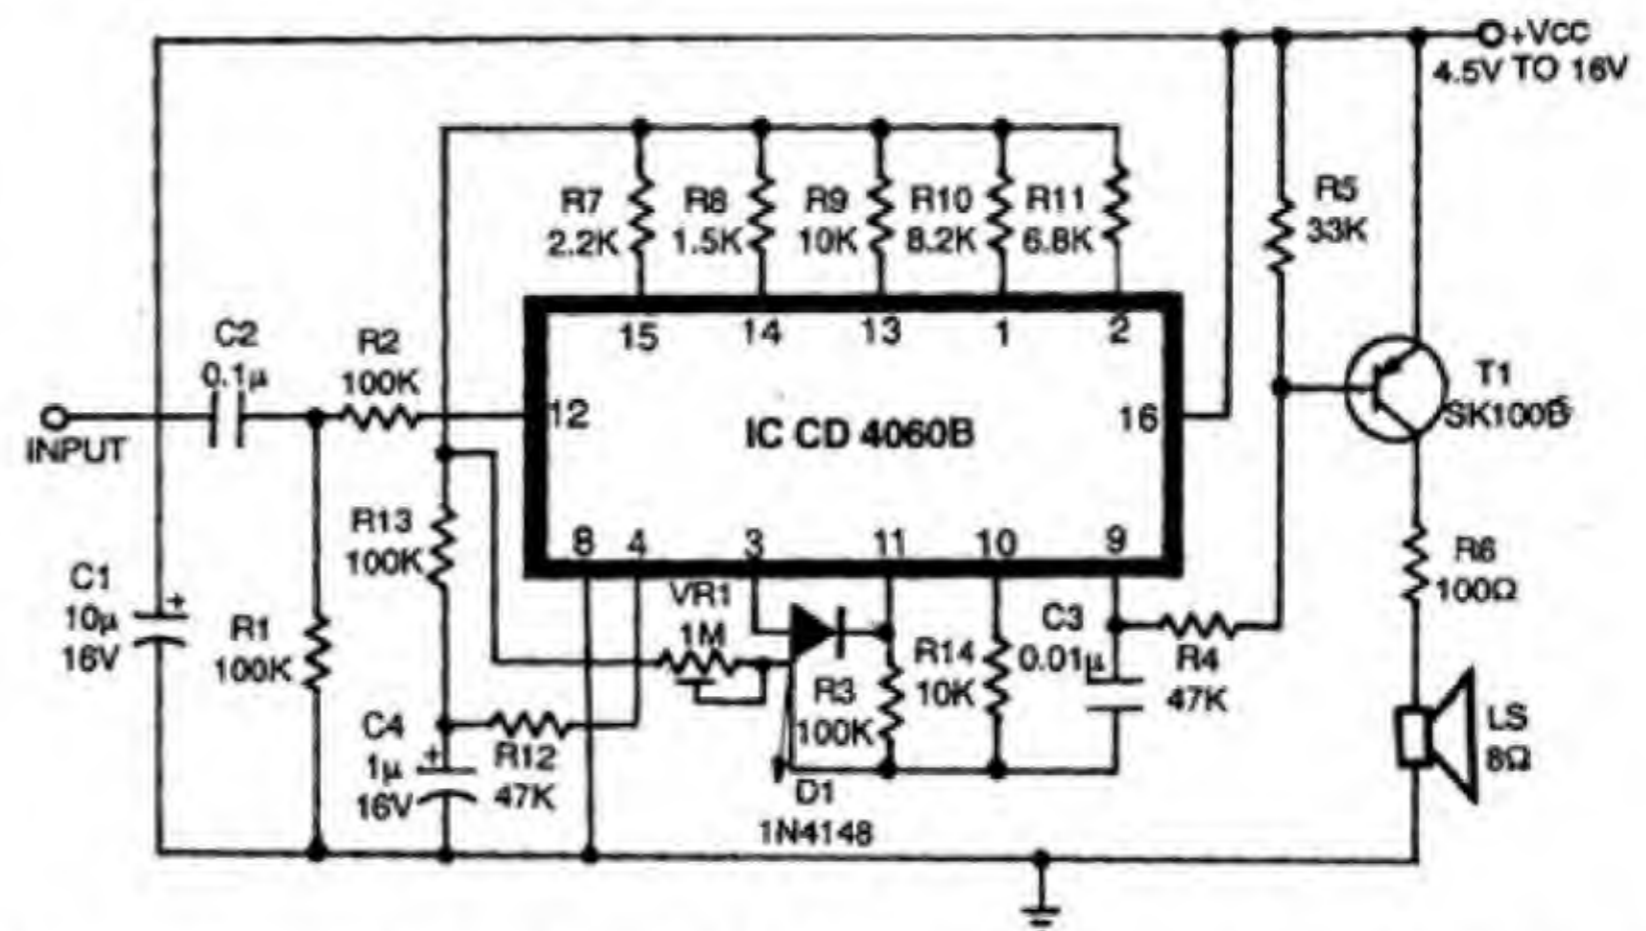 +Vcc
4.5V TO 16V
R7
2.2K
R8
1.5K
R9
10K
R10
8.2K
R11
6.8K
R5
33K
15
14
13
1
2
C2
0.1µ
R2
100K
INPUT
12
IC CD 4060B
16
T1
SK100B
R13
100K
8
4
3
11
10
9
C1
10µ
16V
+
R1
100K
VR1
1M
C3
0.01µ
R14
10K
R3
100K
R4
47K
R6
100Ω
C4
1µ
16V
+
R12
47K
D1
1N4148
LS
8Ω